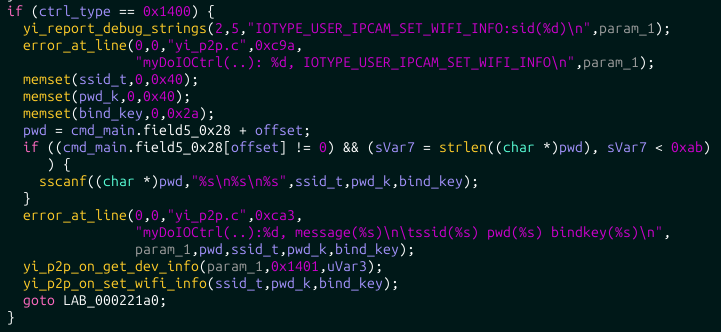 if (ctrl_type == 0x1400) {
  yi_report_debug_strings(2,5,"IOTYPE_USER_IPCAM_SET_WIFI_INFO:sid(%d)\n",param_1);
  error_at_line(0,0,"yi_p2p.c",0xc9a,
                "myDoIOCtrl(..): %d, IOTYPE_USER_IPCAM_SET_WIFI_INFO\n",param_1);
  memset(ssid_t,0,0x40);
  memset(pwd_k,0,0x40);
  memset(bind_key,0,0x2a);
  pwd = cmd_main.field5_0x28 + offset;
  if ((cmd_main.field5_0x28[offset] != 0) && (sVar7 = strlen((char *)pwd), sVar7 < 0xab)
     ) {
    sscanf((char *)pwd,"%s\n%s\n%s",ssid_t,pwd_k,bind_key);
  }
  error_at_line(0,0,"yi_p2p.c",0xca3,
                "myDoIOCtrl(..):%d, message(%s)\n\tssid(%s) pwd(%s) bindkey(%s)\n",
                param_1,pwd,ssid_t,pwd_k,bind_key);
  yi_p2p_on_get_dev_info(param_1,0x1401,uVar3);
  yi_p2p_on_set_wifi_info(ssid_t,pwd_k,bind_key);
  goto LAB_000221a0;
}